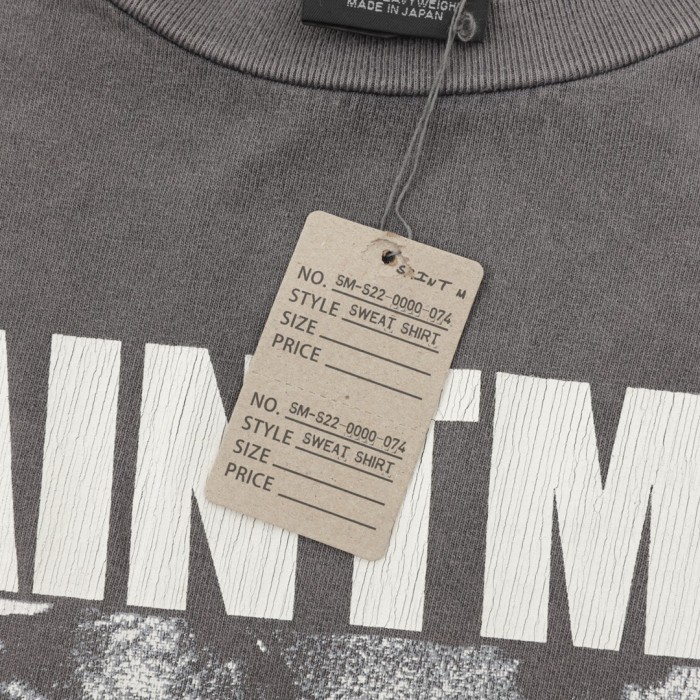 HEAVYWEIGHT
MADE IN JAPAN
SAINT M
NO. SM-S22-0000-074
STYLE SWEAT SHIRT
SIZE
PRICE
NO. SM-S22-0000-074
STYLE SWEAT SHIRT
SIZE
PRICE
AINTM